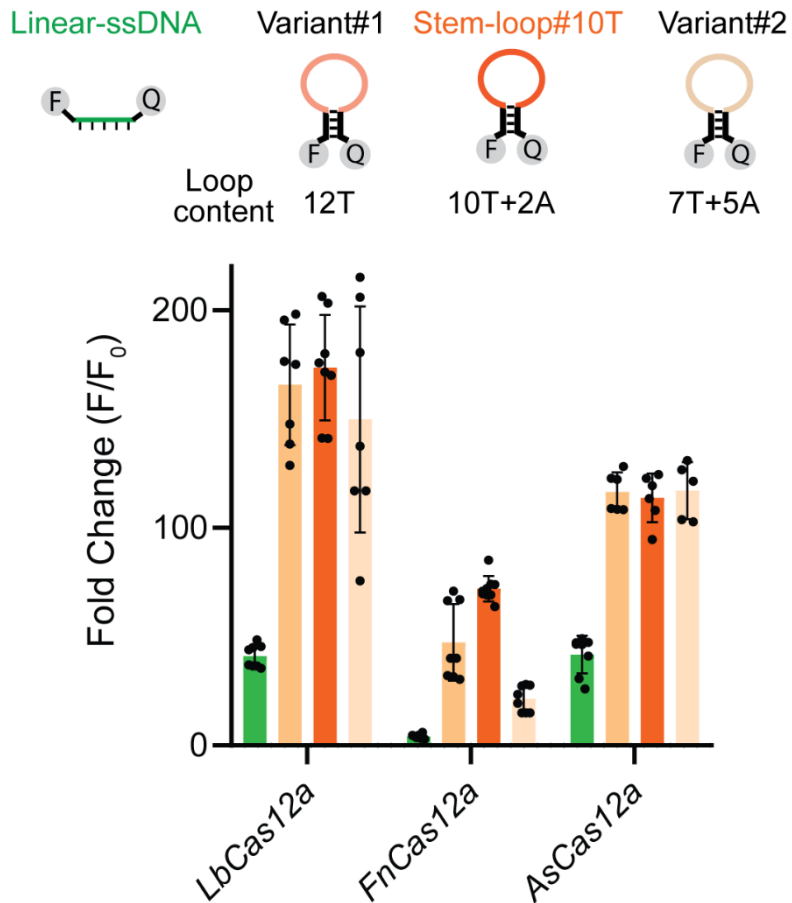 Linear-ssDNA Variant#1 Stem-loop#10T Variant#2
F Q
F Q F Q F Q
Loop
content 12T 10T+2A 7T+5A
Fold Change (F/F0)
200
100
0
LbCas12a FnCas12a AsCas12a